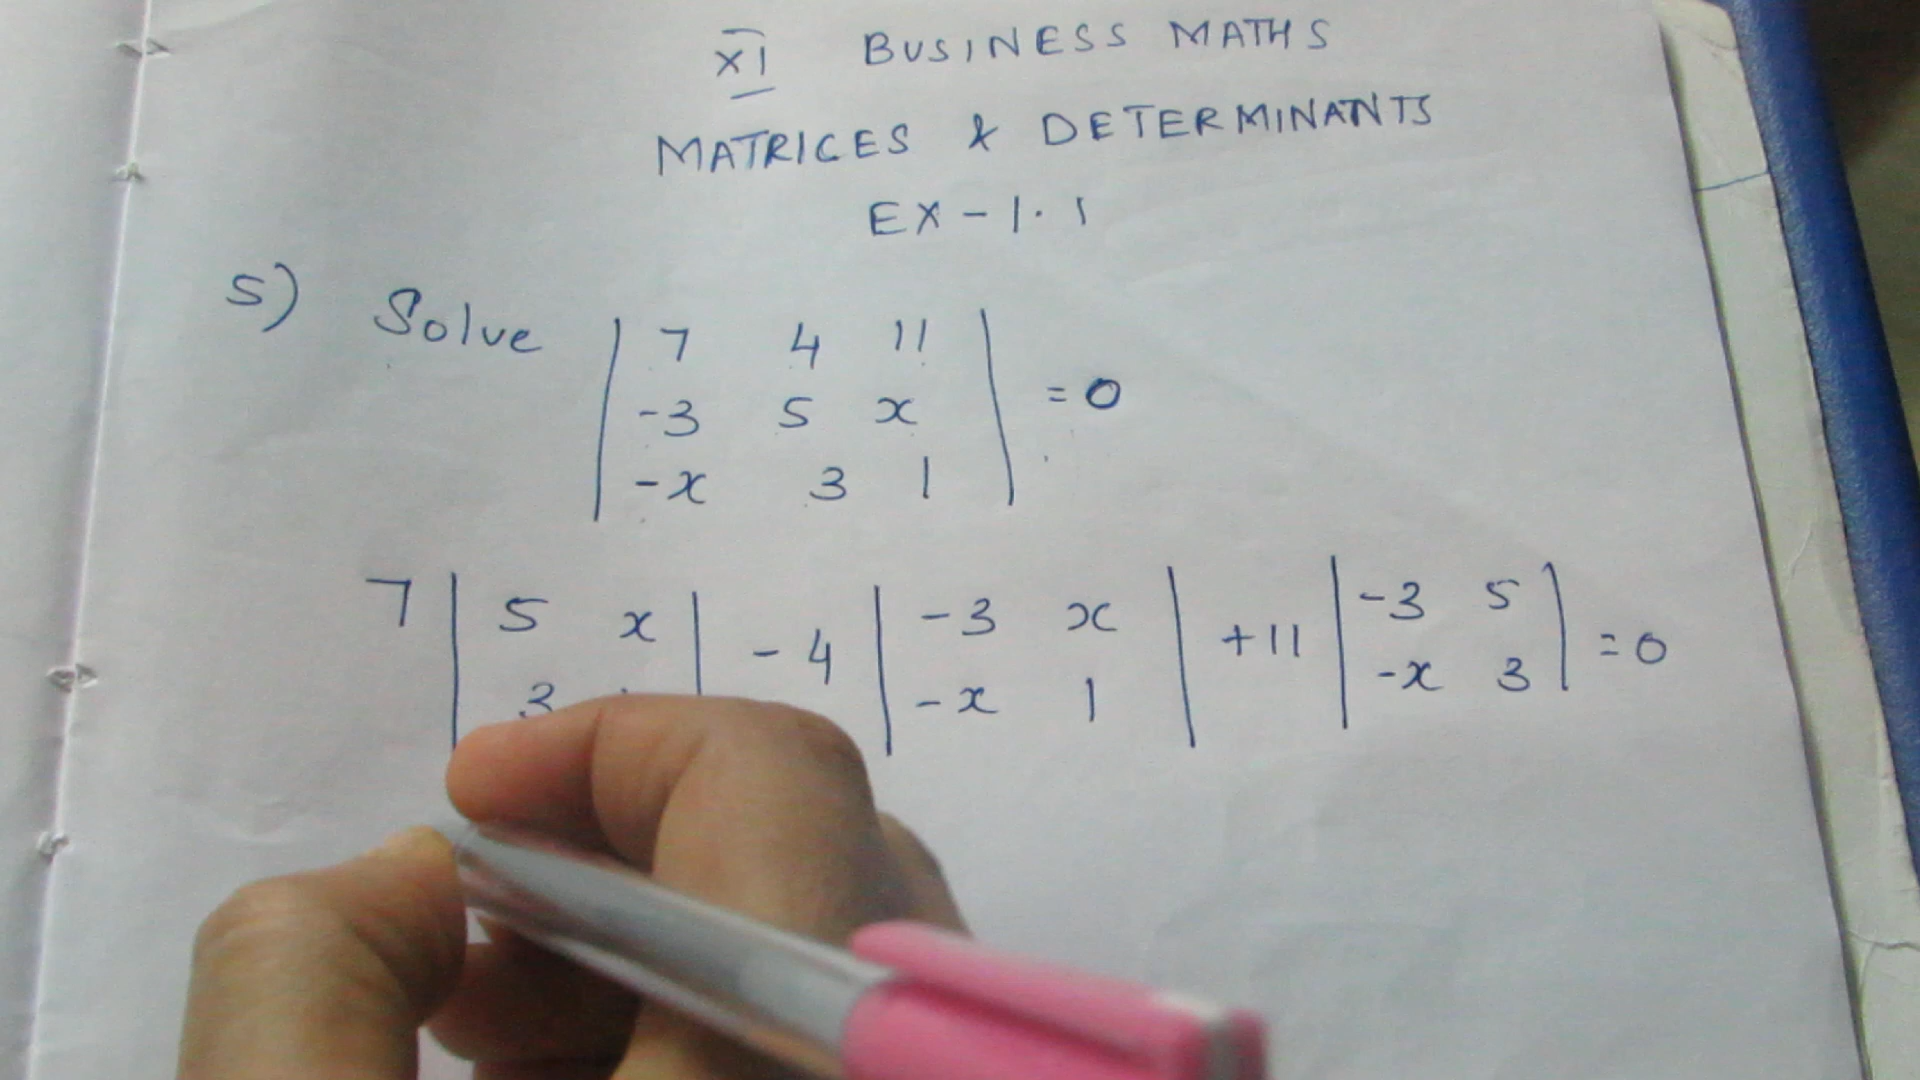 XI BUSINESS MATHS
MATRICES & DETERMINANTS
EX - 1.1
5) Solve | 7 4 11 |
| -3 5 x | = 0
| -x 3 1 |
7 | 5 x | - 4 | -3 x | + 11 | -3 5 | = 0
| 3 | -x 1 | | -x 3 |